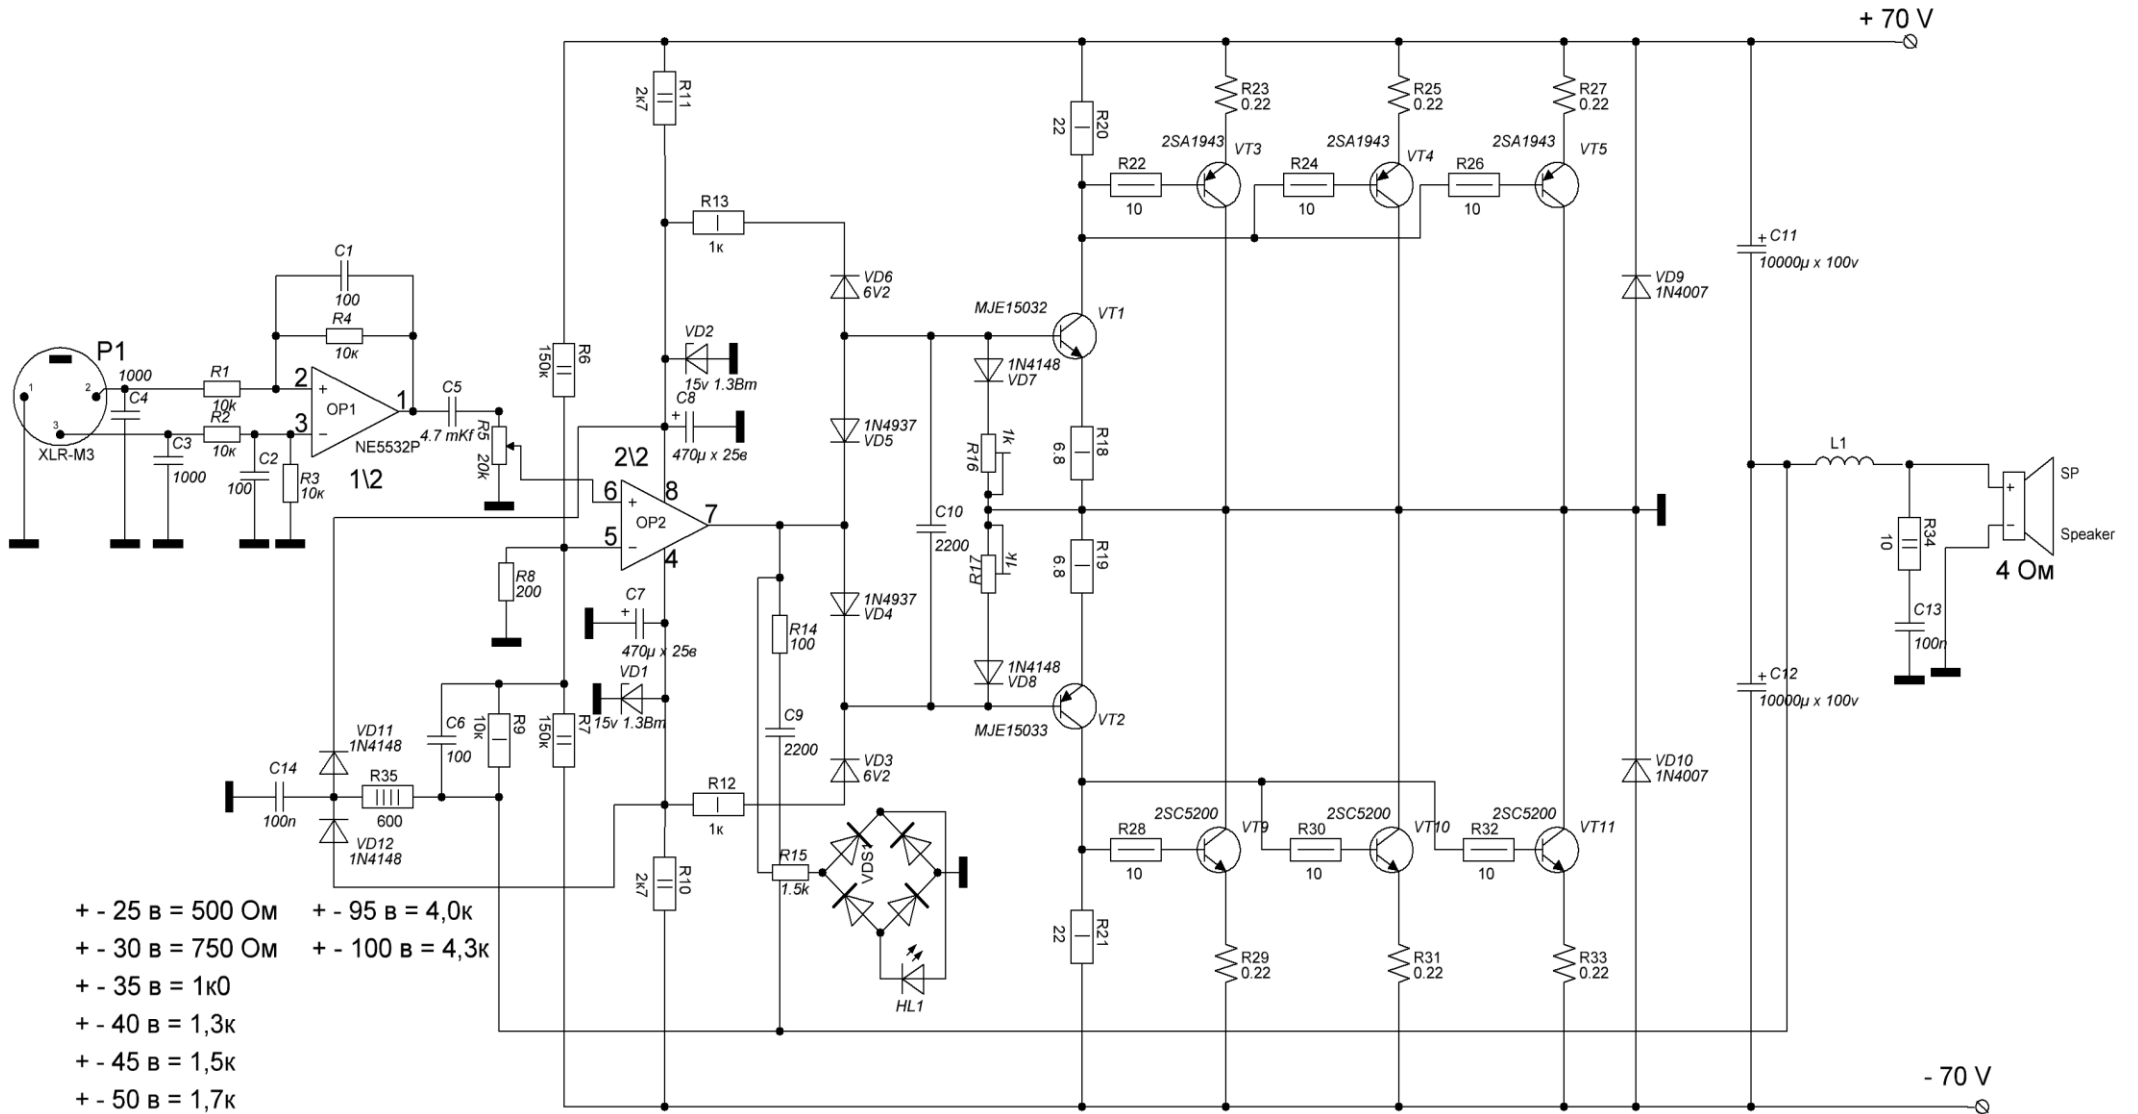 + 70 V
R11
2к7
R20
22
R23
0.22
R25
0.22
R27
0.22
2SA1943
VT3
2SA1943
VT4
2SA1943
VT5
R22
10
R24
10
R26
10
R13
1к
C1
100
R4
10к
VD6
6V2
C11
+
10000µ x 100v
VD9
1N4007
MJE15032
VT1
P1
1
2
3
XLR-M3
1000
C4
R1
10k
R2
10к
C3
1000
C2
100
R3
10к
2
3
+
−
OP1
1
NE5532P
1\2
C5
4.7 mKf
R5
20k
R6
150к
VD2
15v 1.3Вт
C8
+
470µ x 25в
1N4937
VD5
1N4148
VD7
1k
R16
R18
6.8
2\2
6
5
+
−
OP2
8
7
4
C10
2200
1k
R17
R19
6.8
R8
200
C7
+
470µ x 25в
VD1
15v 1.3Вт
1N4937
VD4
R14
100
1N4148
VD8
MJE15033
VT2
C9
2200
VD3
6V2
L1
SP
Speaker
+
−
4 Ом
R34
10
C13
100n
C12
+
10000µ x 100v
VD10
1N4007
VD11
1N4148
C14
100n
R35
600
VD12
1N4148
C6
100
R9
10к
R7
150к
R12
1к
R10
2к7
R15
1.5k
VDS1
HL1
2SC5200
VT9
2SC5200
VT10
2SC5200
VT11
R28
10
R30
10
R32
10
R21
22
R29
0.22
R31
0.22
R33
0.22
+ - 25 в = 500 Ом
+ - 95 в = 4,0к
+ - 30 в = 750 Ом
+ - 100 в = 4,3к
+ - 35 в = 1к0
+ - 40 в = 1,3к
+ - 45 в = 1,5к
+ - 50 в = 1,7к
- 70 V